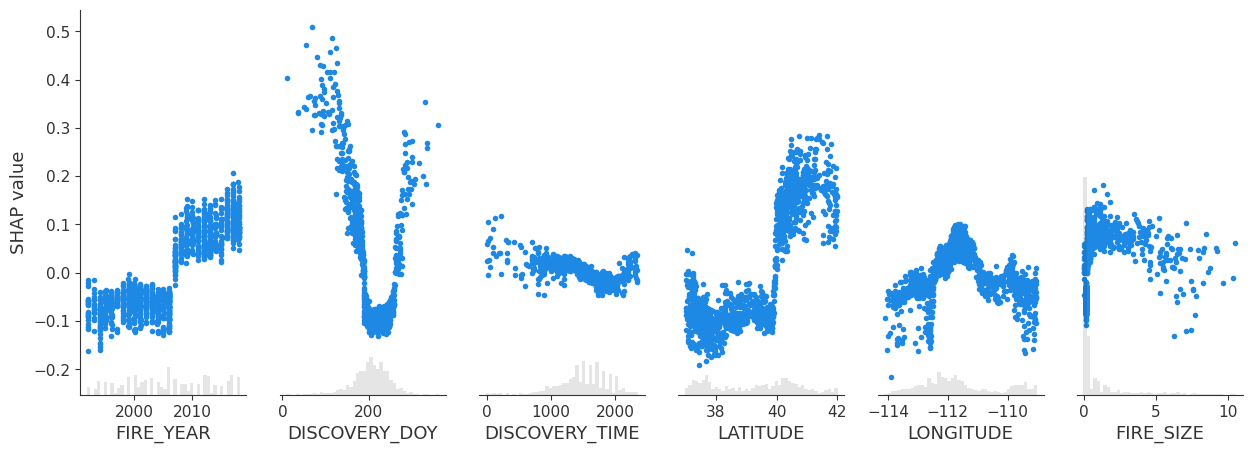 SHAP value
0.5
0.4
0.3
0.2
0.1
0.0
−0.1
−0.2
2000 2010
FIRE_YEAR
0 200
DISCOVERY_DOY
0 1000 2000
DISCOVERY_TIME
38 40 42
LATITUDE
−114 −112 −110
LONGITUDE
0 5 10
FIRE_SIZE